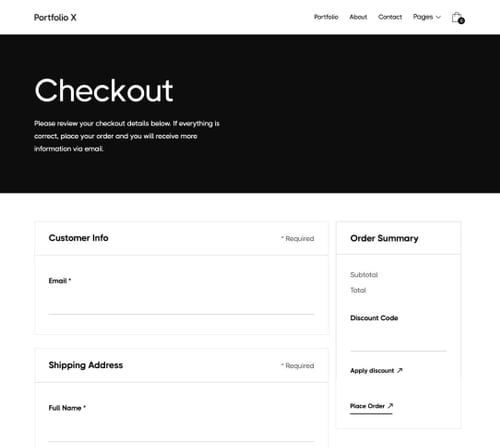 Portfolio X
Portfolio About Contact Pages
0
Checkout
Please review your checkout details below. If everything is
correct, place your order and you will receive more
information via email.
Customer Info * Required
Email *
Shipping Address * Required
Full Name *
Order Summary
Subtotal
Total
Discount Code
Apply discount
Place Order